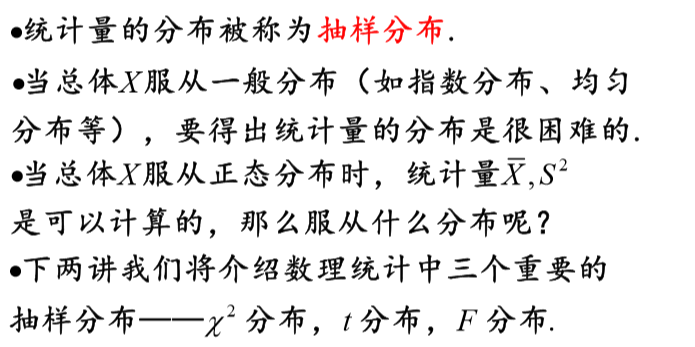 •统计量的分布被称为抽样分布.
•当总体X服从一般分布（如指数分布、均匀
分布等），要得出统计量的分布是很困难的.
•当总体X服从正态分布时，统计量X̅,S²
是可以计算的，那么服从什么分布呢？
•下两讲我们将介绍数理统计中三个重要的
抽样分布——χ² 分布，t 分布，F 分布.